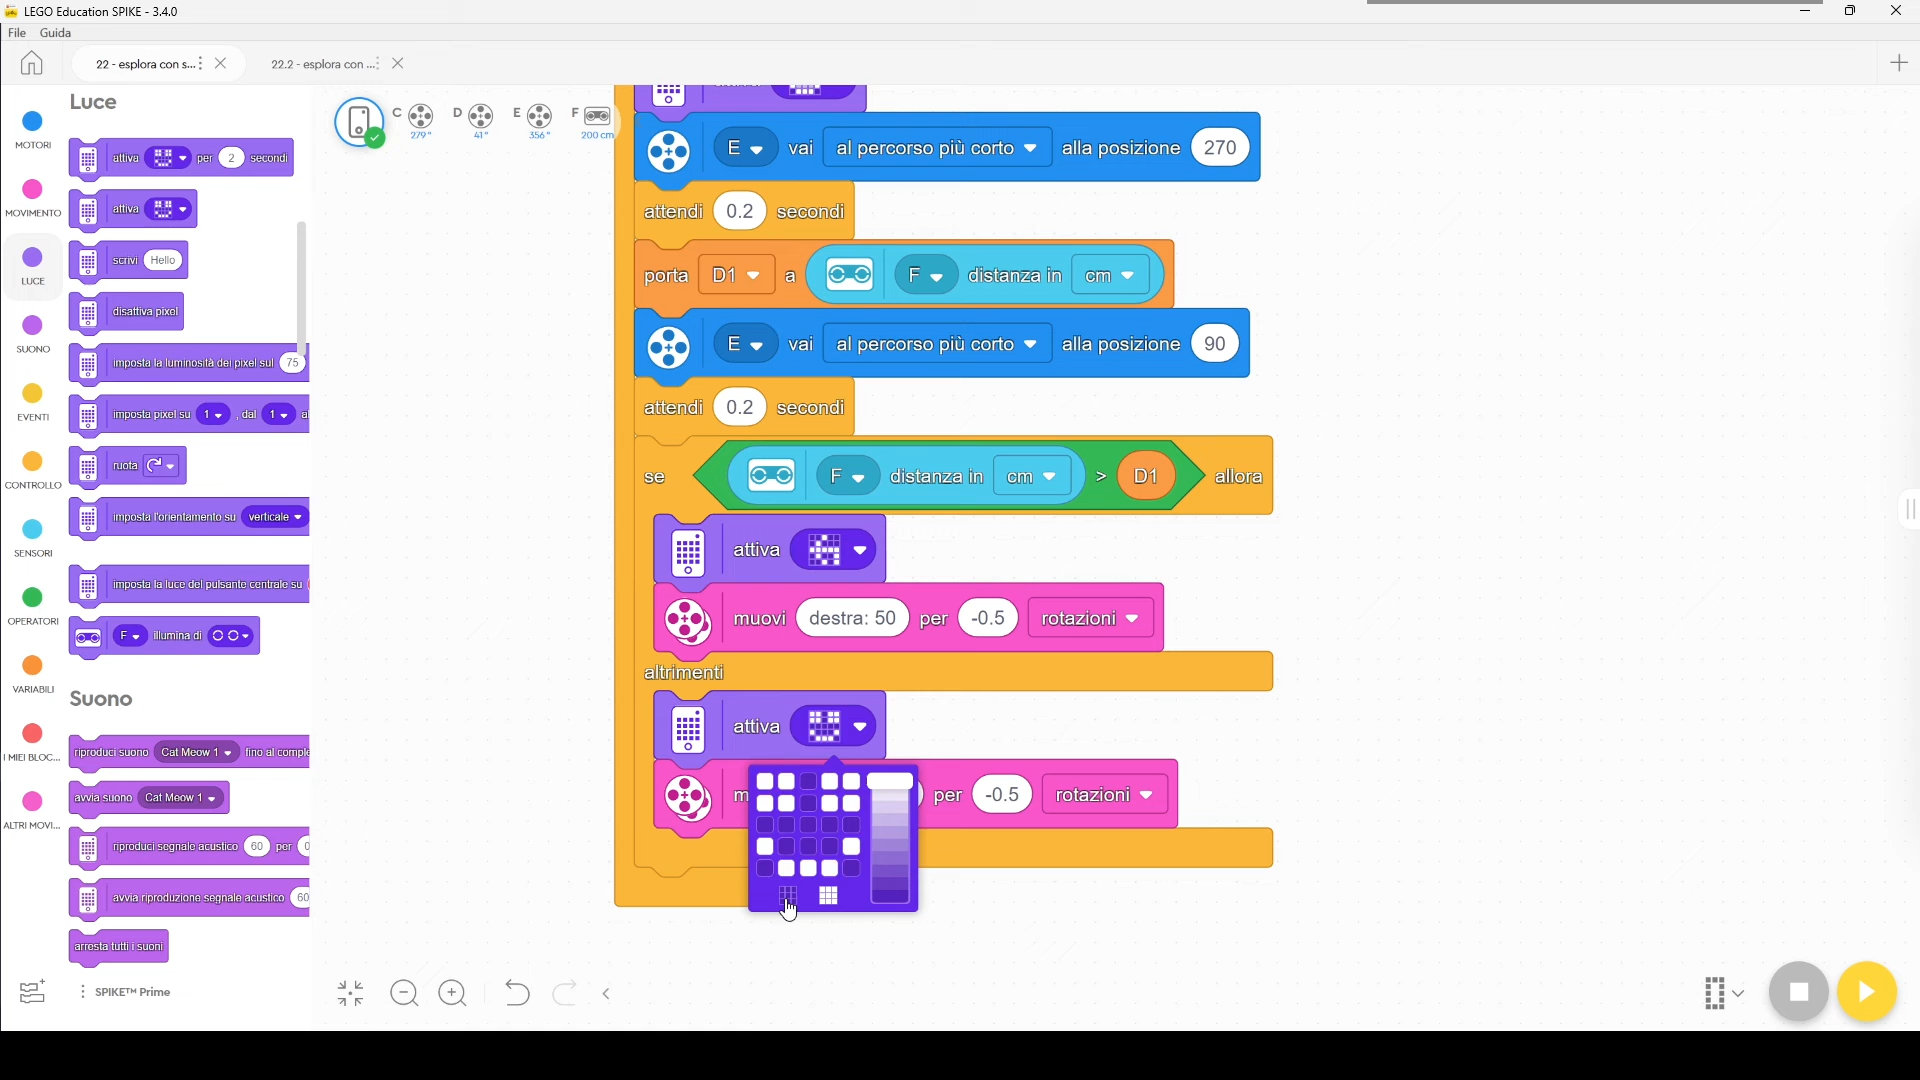 LEGO Education SPIKE - 3.4.0
File Guida
22 - esplora con s...
22.2 - esplora con ...
Luce
MOTORI
MOVIMENTO
LUCE
SUONO
EVENTI
CONTROLLO
SENSORI
OPERATORI
VARIABILI
I MIEI BLOC...
ALTRI MOVI...
attiva per 2 secondi
attiva
scrivi Hello
disattiva pixel
imposta la luminosità dei pixel sul 75
imposta pixel su 1 , dal 1 al
ruota
imposta l'orientamento su verticale
imposta la luce del pulsante centrale su
F illumina di
Suono
riproduci suono Cat Meow 1 fino al comple
avvia suono Cat Meow 1
riproduci segnale acustico 60 per 0
avvia riproduzione segnale acustico 60
arresta tutti i suoni
SPIKE™ Prime
C 279° D 41° E 356° F 200 cm
E vai al percorso più corto alla posizione 270
attendi 0.2 secondi
porta D1 a F distanza in cm
E vai al percorso più corto alla posizione 90
attendi 0.2 secondi
se F distanza in cm > D1 allora
attiva
muovi destra: 50 per -0.5 rotazioni
altrimenti
attiva
m per -0.5 rotazioni